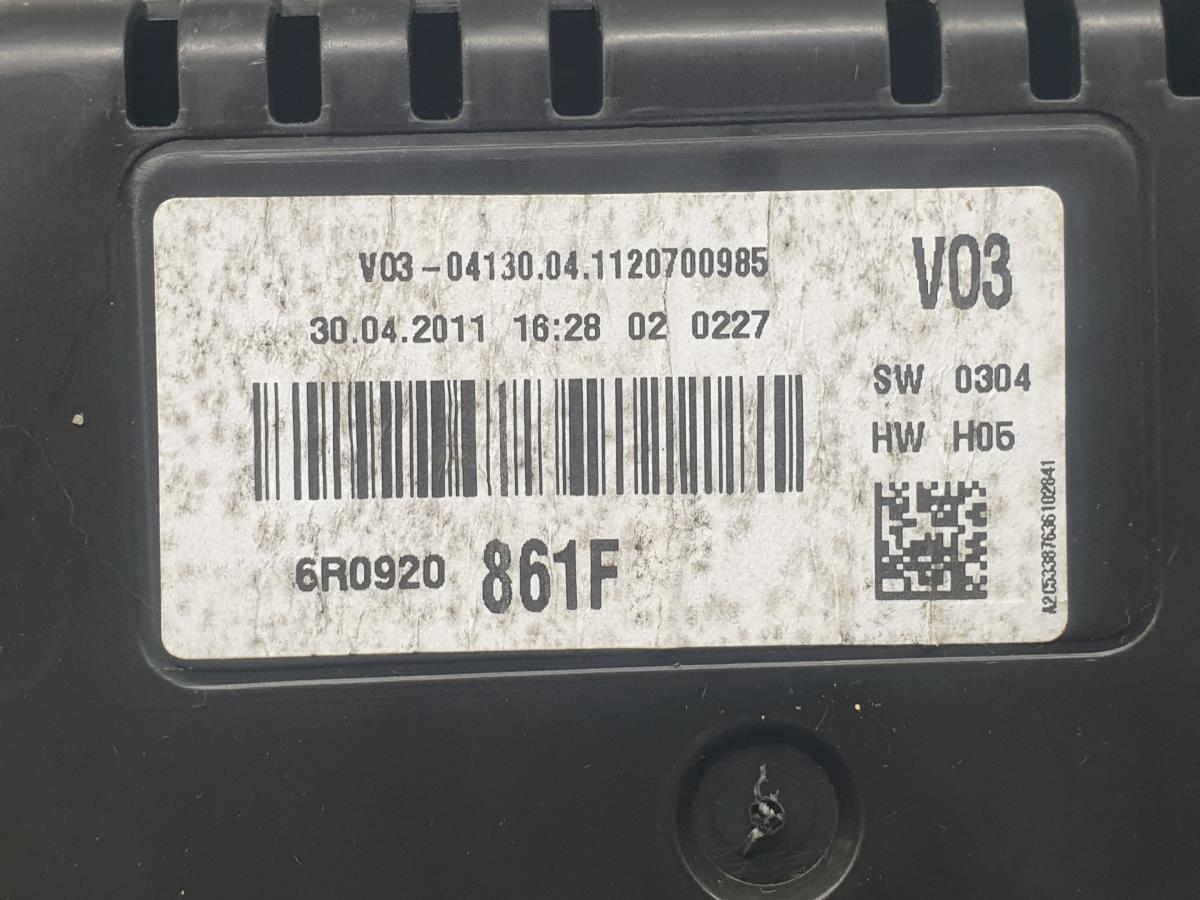 V03-04130.04.1120700985
30.04.2011 16:28 02 0227
V03
SW 0304
HW H05
6R0920 861F
A2C53387636102841